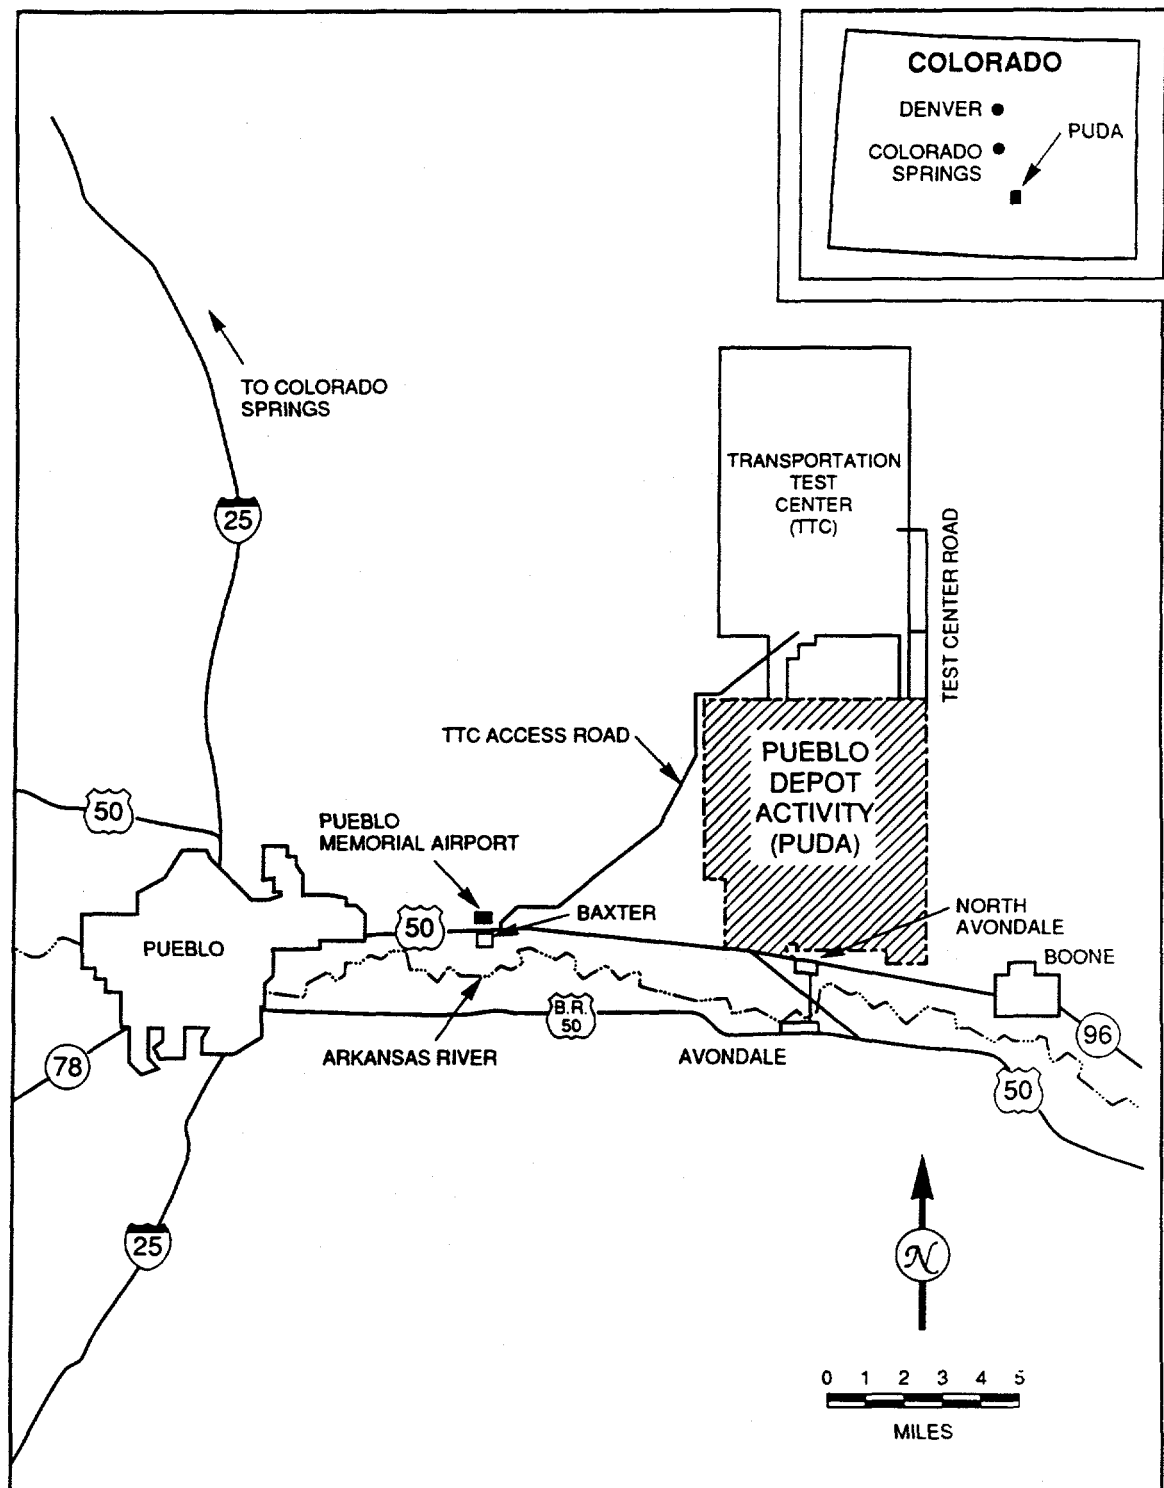 COLORADO
DENVER
COLORADO
SPRINGS
PUDA
TO COLORADO
SPRINGS
25
TRANSPORTATION
TEST
CENTER
(TTC)
TEST CENTER ROAD
TTC ACCESS ROAD
PUEBLO
DEPOT
ACTIVITY
(PUDA)
50
PUEBLO
MEMORIAL AIRPORT
BAXTER
50
NORTH
AVONDALE
PUEBLO
BOONE
B.R.
50
ARKANSAS RIVER
AVONDALE
96
78
50
25
N
0 1 2 3 4 5
MILES